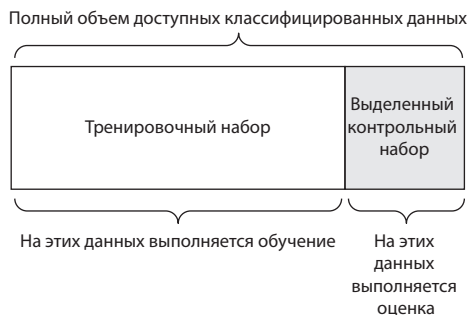 Полный объем доступных классифицированных данных
Тренировочный набор
Выделенный
контрольный
набор
На этих данных выполняется обучение
На этих
данных
выполняется
оценка